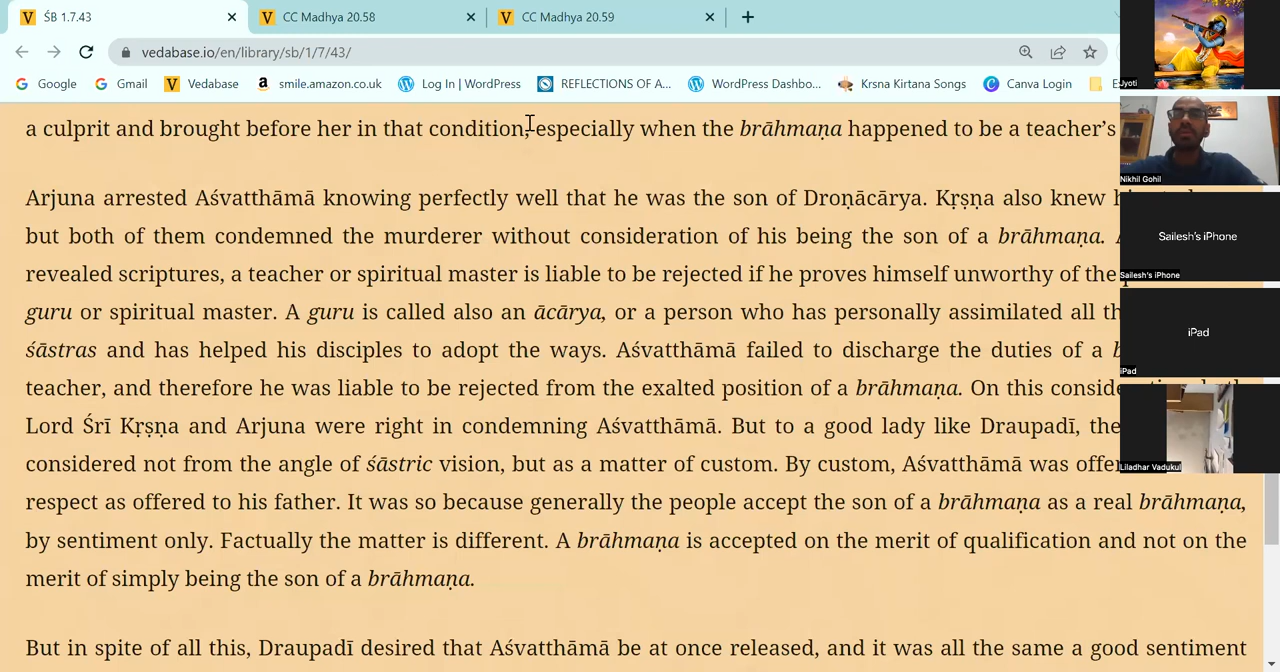 ŚB 1.7.43
CC Madhya 20.58
CC Madhya 20.59
vedabase.io/en/library/sb/1/7/43/
Google
Gmail
Vedabase
smile.amazon.co.uk
Log In | WordPress
REFLECTIONS OF A...
WordPress Dashbo...
Krsna Kirtana Songs
Canva Login
a culprit and brought before her in that condition, especially when the brāhmaṇa happened to be a teacher's
Arjuna arrested Aśvatthāmā knowing perfectly well that he was the son of Droṇācārya. Kṛṣṇa also knew
but both of them condemned the murderer without consideration of his being the son of a brāhmaṇa.
revealed scriptures, a teacher or spiritual master is liable to be rejected if he proves himself unworthy of the
guru or spiritual master. A guru is called also an ācārya, or a person who has personally assimilated all
śāstras and has helped his disciples to adopt the ways. Aśvatthāmā failed to discharge the duties of a
teacher, and therefore he was liable to be rejected from the exalted position of a brāhmaṇa. On this
Lord Śrī Kṛṣṇa and Arjuna were right in condemning Aśvatthāmā. But to a good lady like Draupadī,
considered not from the angle of śāstric vision, but as a matter of custom. By custom, Aśvatthāmā was
respect as offered to his father. It was so because generally the people accept the son of a brāhmaṇa as a real brāhmaṇa,
by sentiment only. Factually the matter is different. A brāhmaṇa is accepted on the merit of qualification and not on the
merit of simply being the son of a brāhmaṇa.
But in spite of all this, Draupadī desired that Aśvatthāmā be at once released, and it was all the same a good sentiment
Jyoti
Nikhil Gohil
Sailesh's iPhone
Sailesh's iPhone
iPad
iPad
Liladhar Vadukul